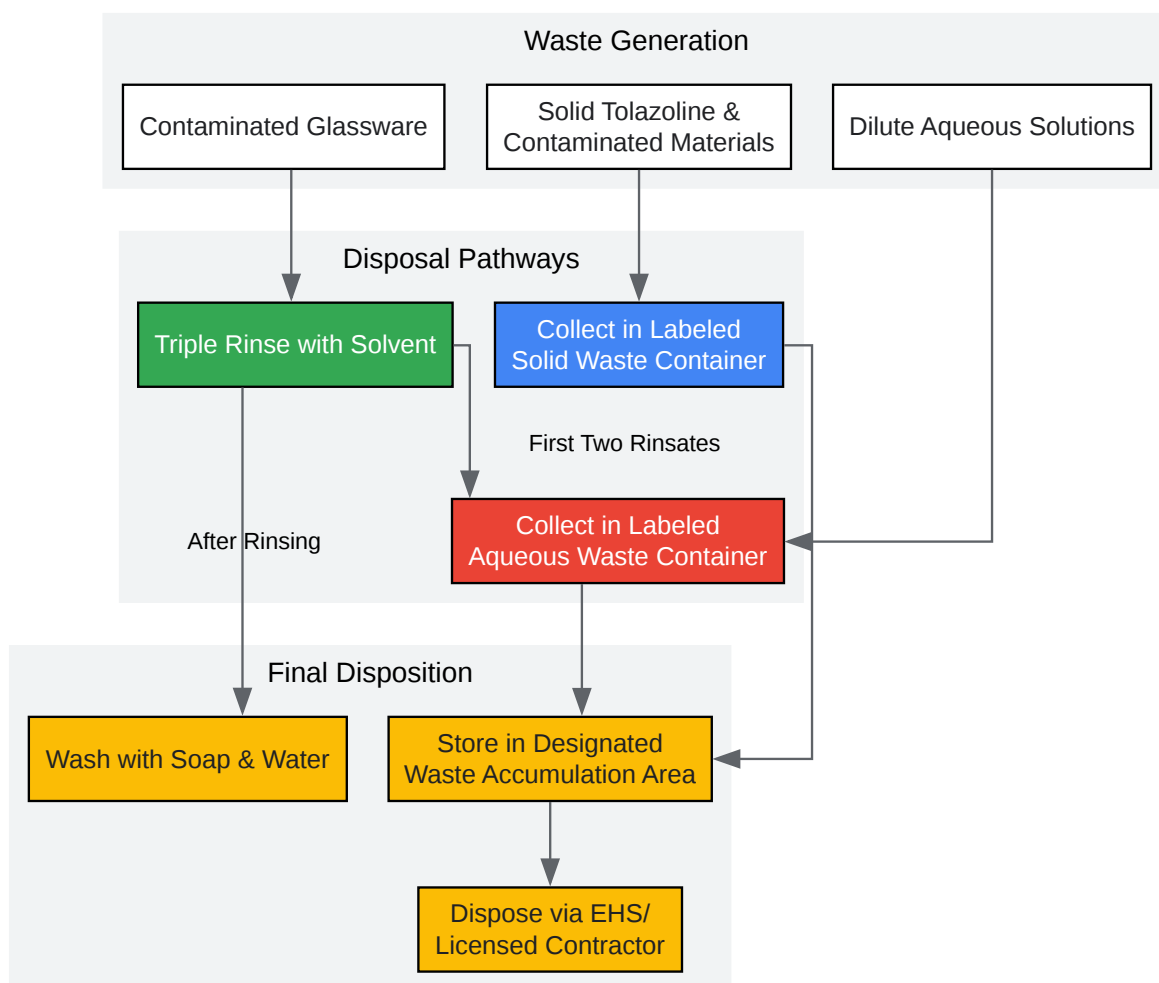 Waste Generation
Contaminated Glassware
Solid Tolazoline &
Contaminated Materials
Dilute Aqueous Solutions
Disposal Pathways
Triple Rinse with Solvent
Collect in Labeled
Solid Waste Container
First Two Rinsates
Collect in Labeled
Aqueous Waste Container
After Rinsing
Final Disposition
Wash with Soap & Water
Store in Designated
Waste Accumulation Area
Dispose via EHS/
Licensed Contractor